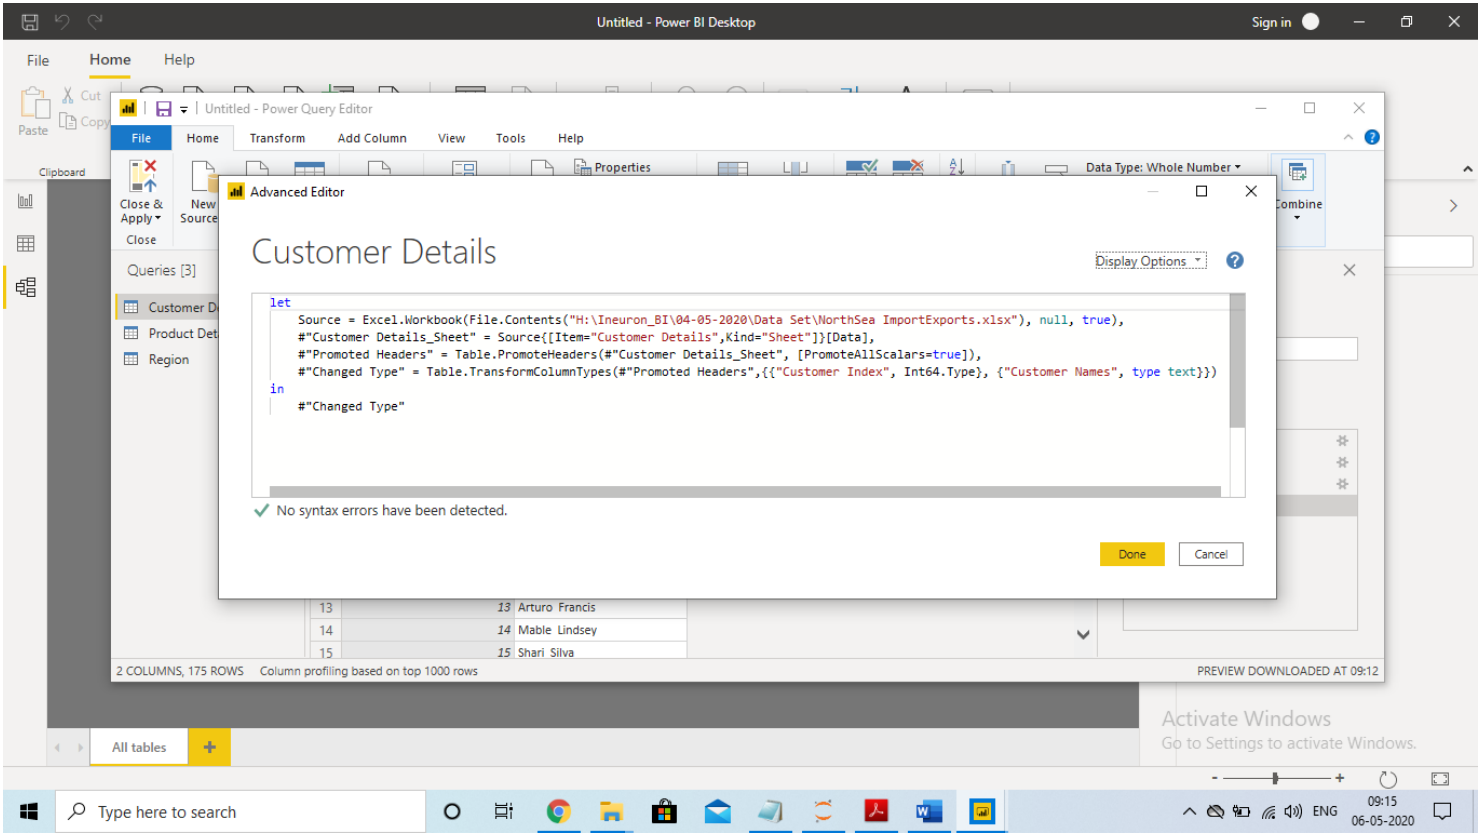 Untitled - Power BI Desktop
Sign in
File
Home
Help
Cut
Copy
Paste
Clipboard
Untitled - Power Query Editor
File
Home
Transform
Add Column
View
Tools
Help
Close &
Apply
Close
New
Source
Properties
Data Type: Whole Number
Combine
Queries [3]
Customer D
Product Det
Region
Advanced Editor
Customer Details
Display Options
let
Source = Excel.Workbook(File.Contents("H:\Ineuron_BI\04-05-2020\Data Set\NorthSea ImportExports.xlsx"), null, true),
#"Customer Details_Sheet" = Source{[Item="Customer Details",Kind="Sheet"]}[Data],
#"Promoted Headers" = Table.PromoteHeaders(#"Customer Details_Sheet", [PromoteAllScalars=true]),
#"Changed Type" = Table.TransformColumnTypes(#"Promoted Headers",{{"Customer Index", Int64.Type}, {"Customer Names", type text}})
in
#"Changed Type"
No syntax errors have been detected.
Done
Cancel
13 13 Arturo Francis
14 14 Mable Lindsey
15 15 Shari Silva
2 COLUMNS, 175 ROWS Column profiling based on top 1000 rows
PREVIEW DOWNLOADED AT 09:12
Activate Windows
Go to Settings to activate Windows.
All tables
Type here to search
ENG
09:15
06-05-2020